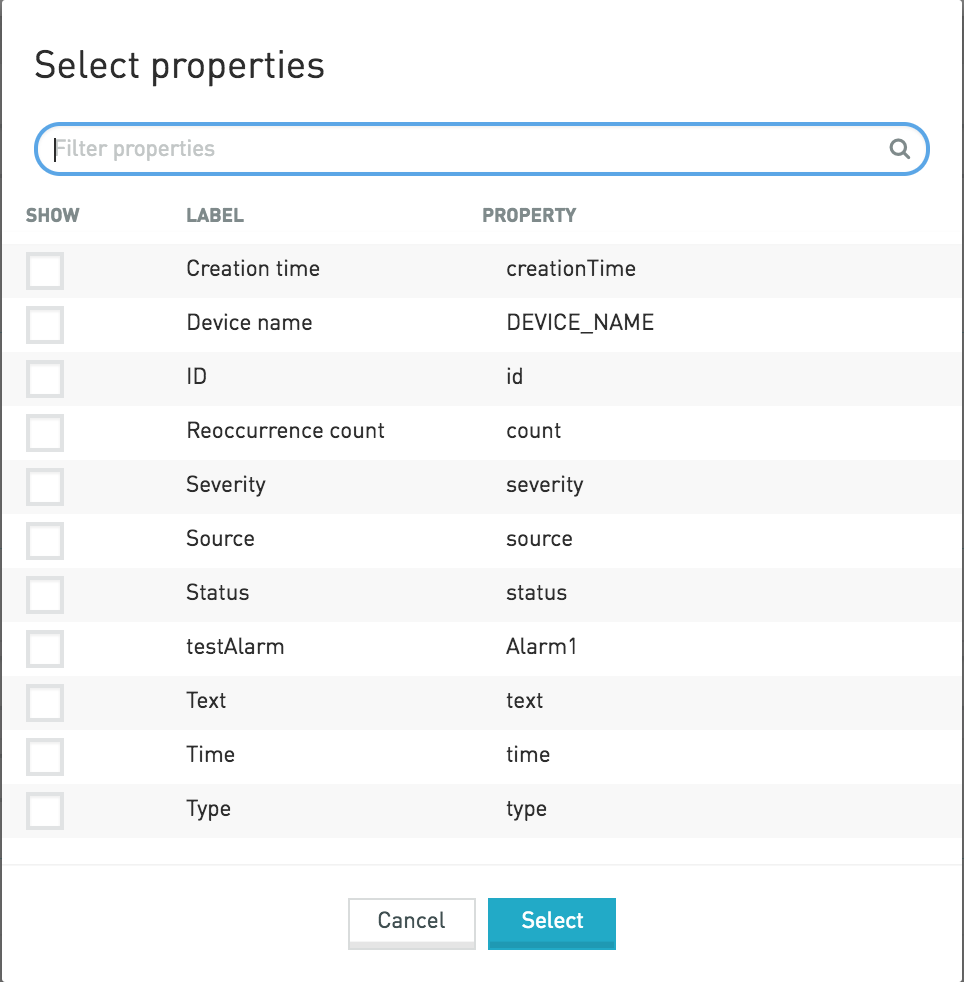 Select properties
Filter properties
SHOW LABEL PROPERTY
Creation time creationTime
Device name DEVICE_NAME
ID id
Reoccurrence count count
Severity severity
Source source
Status status
testAlarm Alarm1
Text text
Time time
Type type
Cancel Select